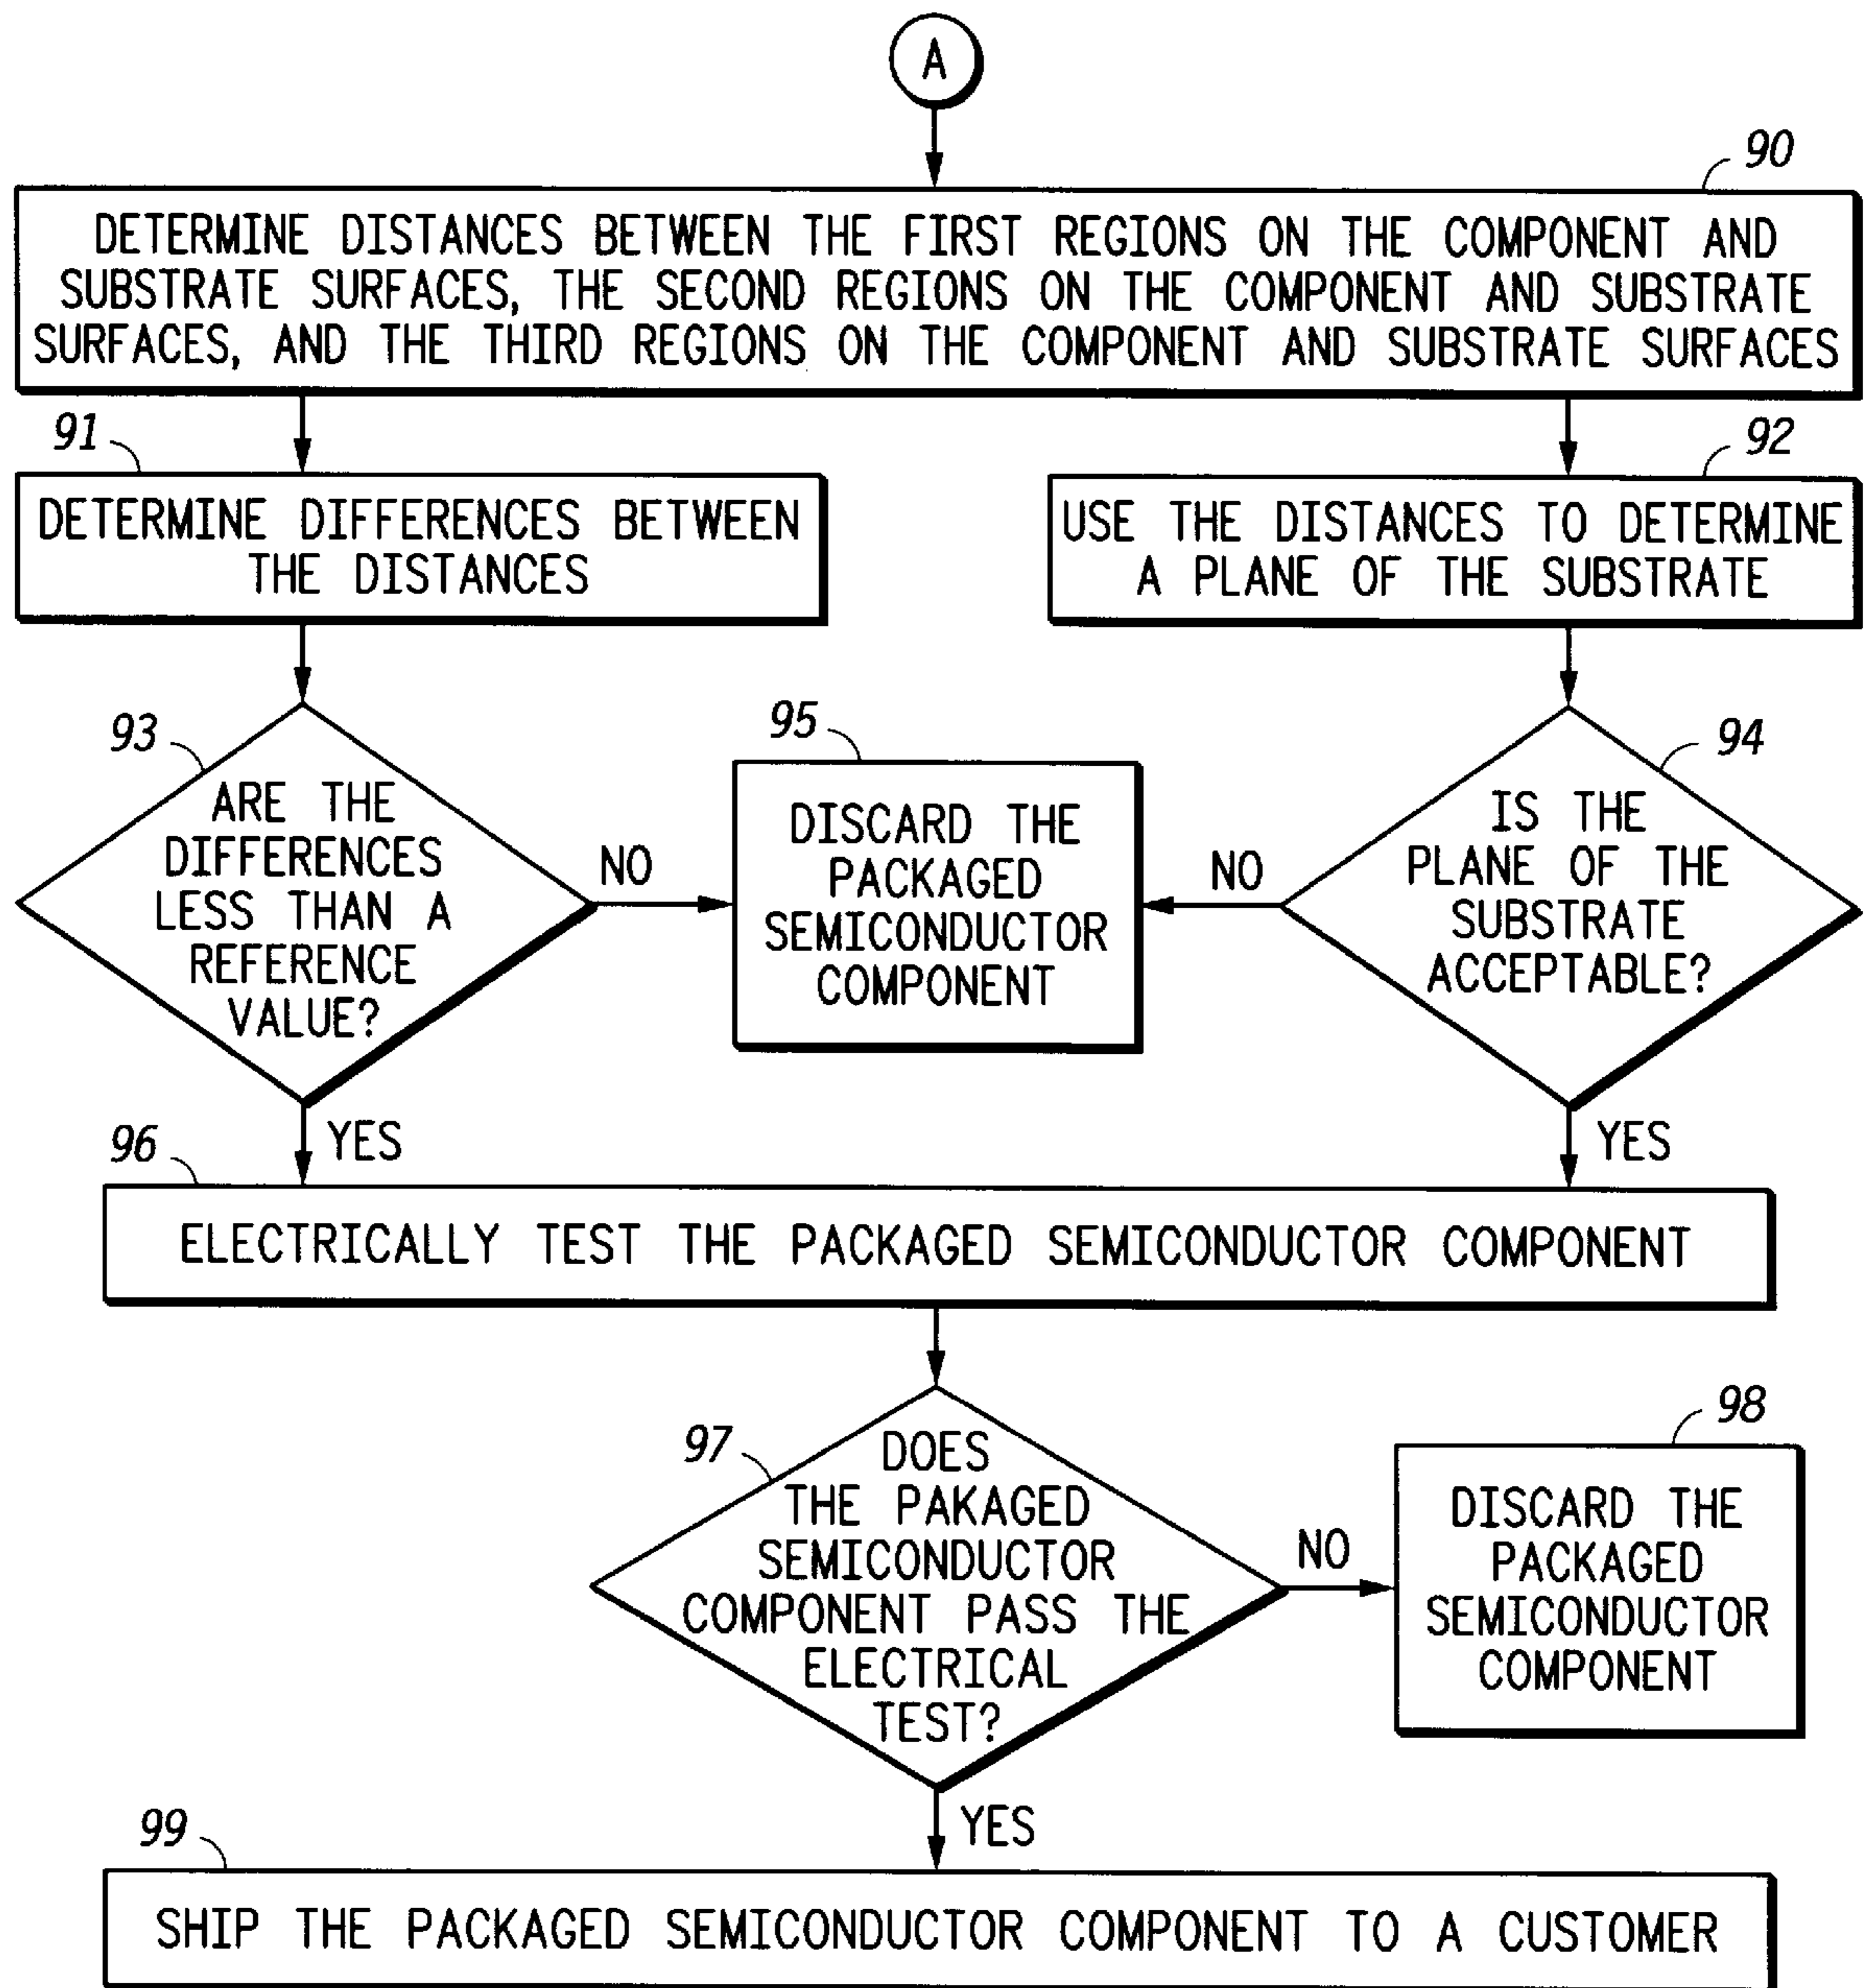 A
90
DETERMINE DISTANCES BETWEEN THE FIRST REGIONS ON THE COMPONENT AND
SUBSTRATE SURFACES, THE SECOND REGIONS ON THE COMPONENT AND SUBSTRATE
SURFACES, AND THE THIRD REGIONS ON THE COMPONENT AND SUBSTRATE SURFACES
91
DETERMINE DIFFERENCES BETWEEN
THE DISTANCES
92
USE THE DISTANCES TO DETERMINE
A PLANE OF THE SUBSTRATE
93
ARE THE
DIFFERENCES
LESS THAN A
REFERENCE
VALUE?
NO
95
DISCARD THE
PACKAGED
SEMICONDUCTOR
COMPONENT
NO
94
IS THE
PLANE OF THE
SUBSTRATE
ACCEPTABLE?
YES
YES
96
ELECTRICALLY TEST THE PACKAGED SEMICONDUCTOR COMPONENT
97
DOES
THE PAKAGED
SEMICONDUCTOR
COMPONENT PASS THE
ELECTRICAL
TEST?
NO
98
DISCARD THE
PACKAGED
SEMICONDUCTOR
COMPONENT
YES
99
SHIP THE PACKAGED SEMICONDUCTOR COMPONENT TO A CUSTOMER